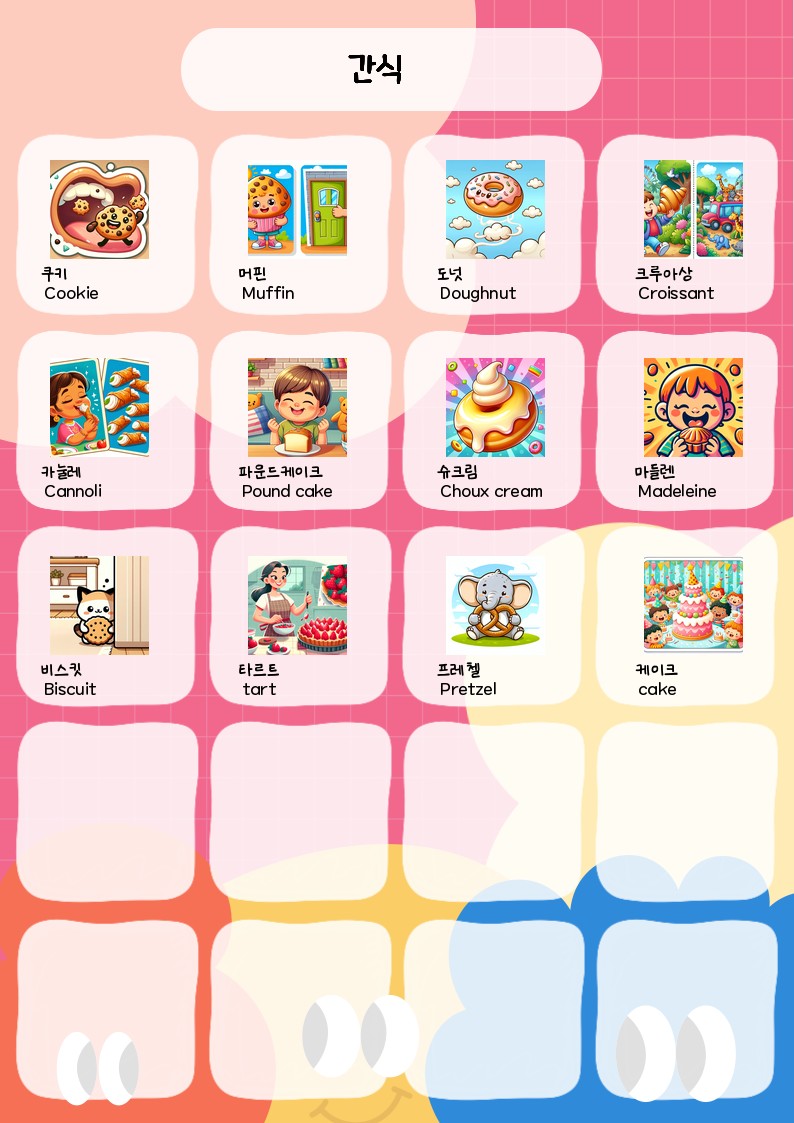 간식
쿠키
Cookie
머핀
Muffin
도넛
Doughnut
크루아상
Croissant
카눌레
Cannoli
파운드케이크
Pound cake
슈크림
Choux cream
마들렌
Madeleine
비스킷
Biscuit
타르트
tart
프레첼
Pretzel
케이크
cake